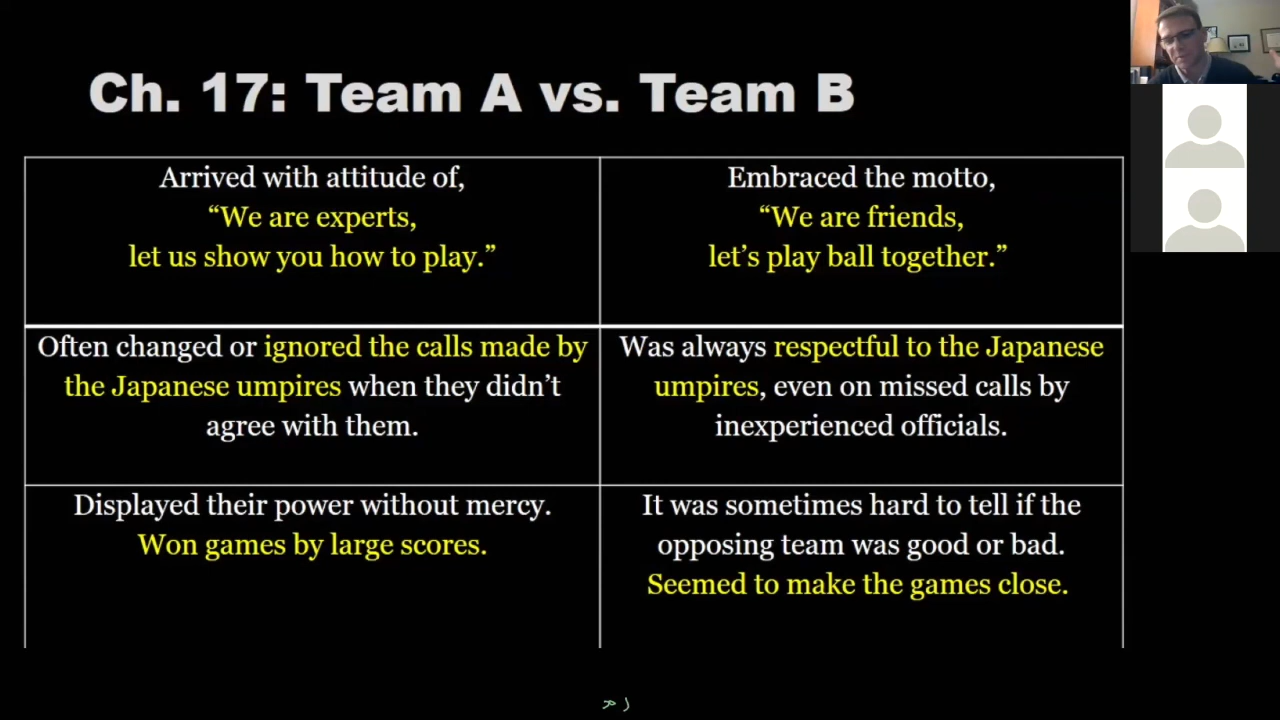 Ch. 17: Team A vs. Team B
Arrived with attitude of,
“We are experts,
let us show you how to play.”
Embraced the motto,
“We are friends,
let’s play ball together.”
Often changed or ignored the calls made by
the Japanese umpires when they didn’t
agree with them.
Was always respectful to the Japanese
umpires, even on missed calls by
inexperienced officials.
Displayed their power without mercy.
Won games by large scores.
It was sometimes hard to tell if the
opposing team was good or bad.
Seemed to make the games close.